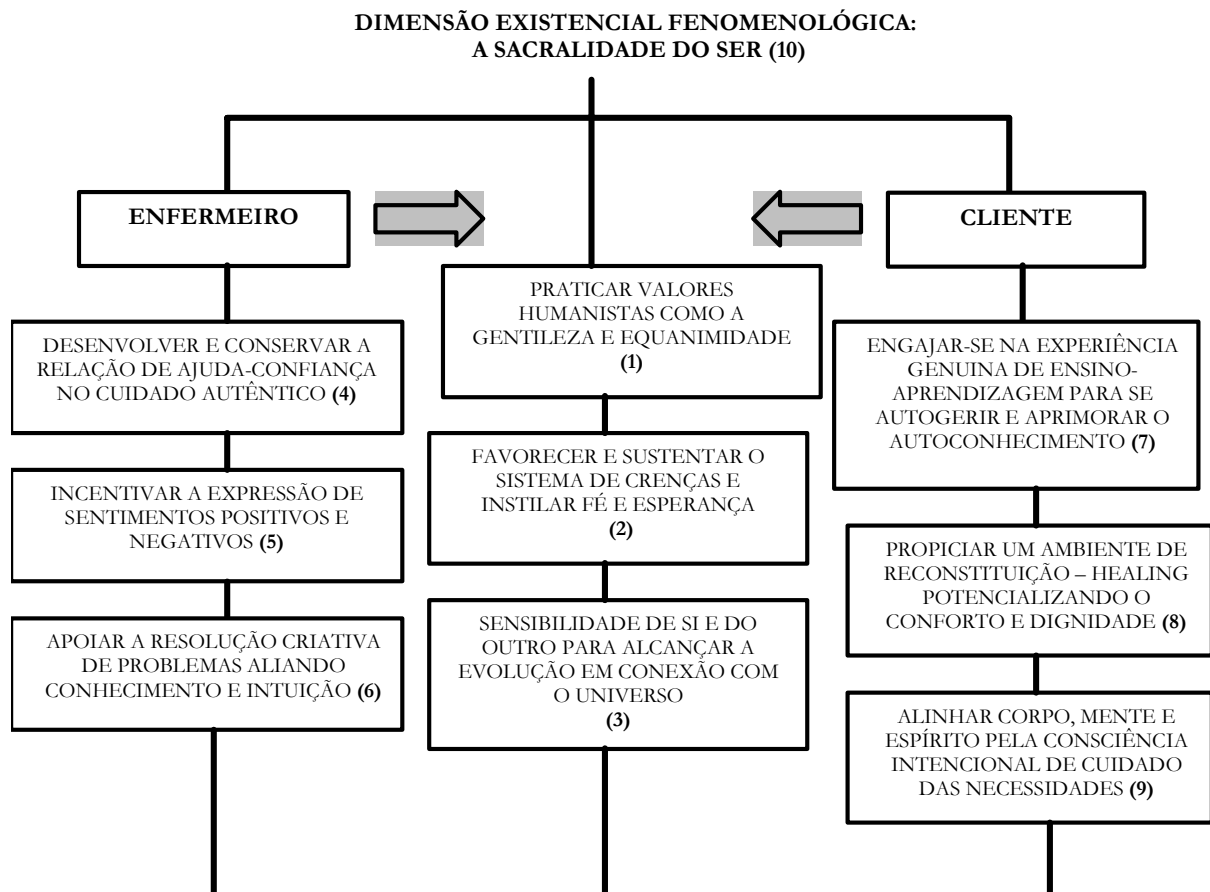 DIMENSÃO EXISTENCIAL FENOMENOLÓGICA:
A SACRALIDADE DO SER (10)
ENFERMEIRO
DESENVOLVER E CONSERVAR A
RELAÇÃO DE AJUDA-CONFIANÇA
NO CUIDADO AUTÊNTICO (4)
INCENTIVAR A EXPRESSÃO DE
SENTIMENTOS POSITIVOS E
NEGATIVOS (5)
APOIAR A RESOLUÇÃO CRIATIVA
DE PROBLEMAS ALIANDO
CONHECIMENTO E INTUIÇÃO (6)
PRATICAR VALORES
HUMANISTAS COMO A
GENTILEZA E EQUANIMIDADE
(1)
FAVORECER E SUSTENTAR O
SISTEMA DE CRENÇAS E
INSTILAR FÉ E ESPERANÇA
(2)
SENSIBILIDADE DE SI E DO
OUTRO PARA ALCANÇAR A
EVOLUÇÃO EM CONEXÃO COM
O UNIVERSO
(3)
CLIENTE
ENGAJAR-SE NA EXPERIÊNCIA
GENUINA DE ENSINO-
APRENDIZAGEM PARA SE
AUTOGERIR E APRIMORAR O
AUTOCONHECIMENTO (7)
PROPICIAR UM AMBIENTE DE
RECONSTITUIÇÃO – HEALING
POTENCIALIZANDO O
CONFORTO E DIGNIDADE (8)
ALINHAR CORPO, MENTE E
ESPÍRITO PELA CONSCIÊNCIA
INTENCIONAL DE CUIDADO
DAS NECESSIDADES (9)